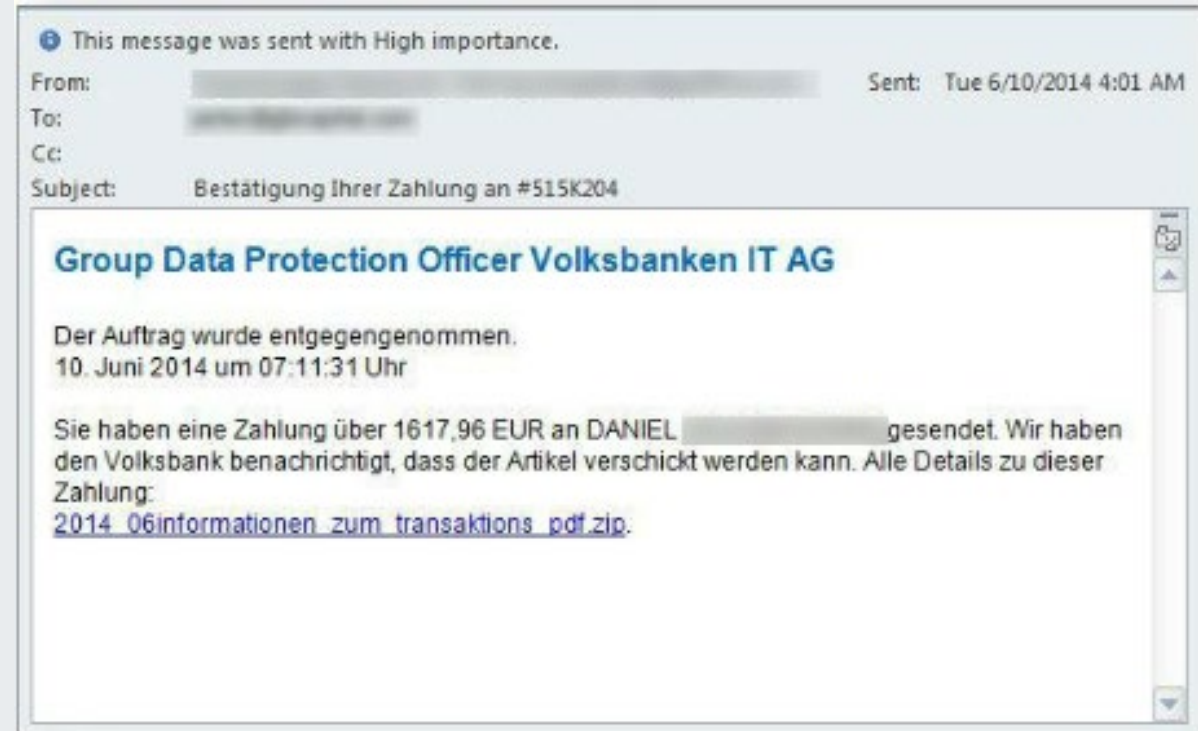 This message was sent with High importance.
From: Sent: Tue 6/10/2014 4:01 AM
To:
Cc:
Subject: Bestätigung Ihrer Zahlung an #515K204
Group Data Protection Officer Volksbanken IT AG
Der Auftrag wurde entgegengenommen.
10. Juni 2014 um 07:11:31 Uhr
Sie haben eine Zahlung über 1617,96 EUR an DANIEL gesendet. Wir haben
den Volksbank benachrichtigt, dass der Artikel verschickt werden kann. Alle Details zu dieser
Zahlung:
2014_06informationen_zum_transaktions_pdf.zip.